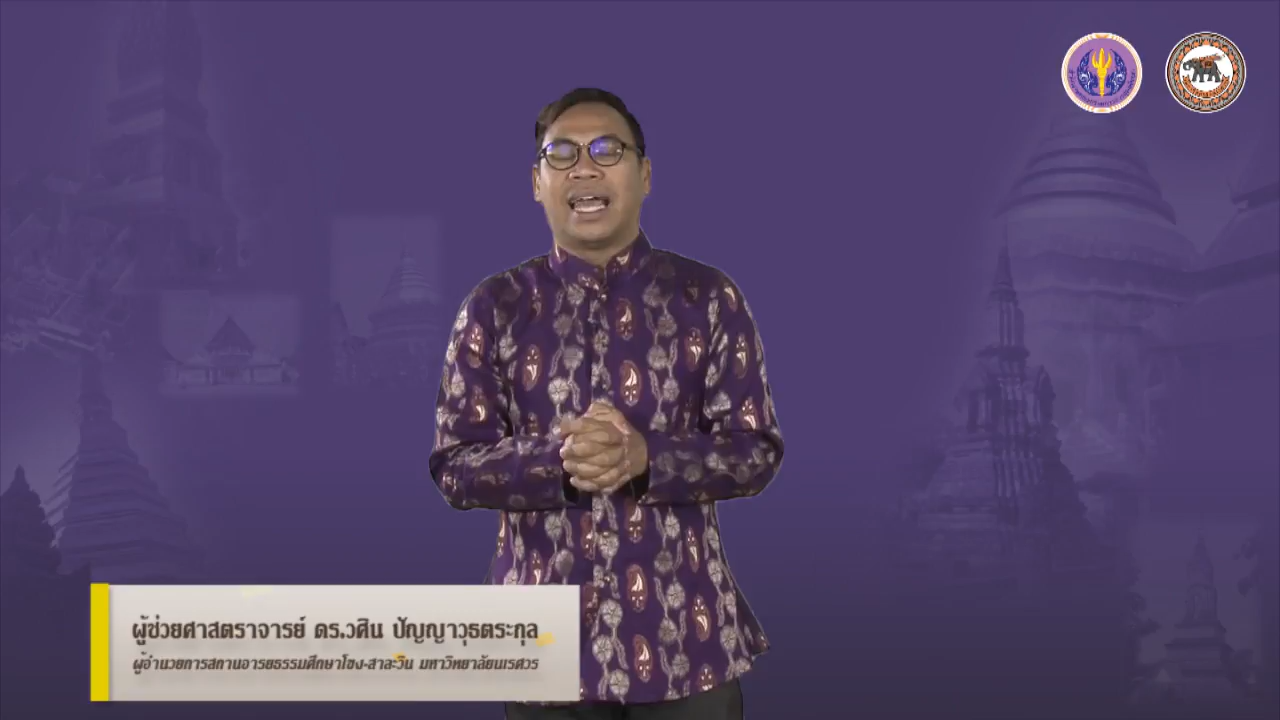 ผู้ช่วยศาสตราจารย์ ดร.วศิน ปัญญาวุธตระกุล
ผู้อำนวยการสถานอารยธรรมศึกษาโขง-สาละวิน มหาวิทยาลัยนเรศวร